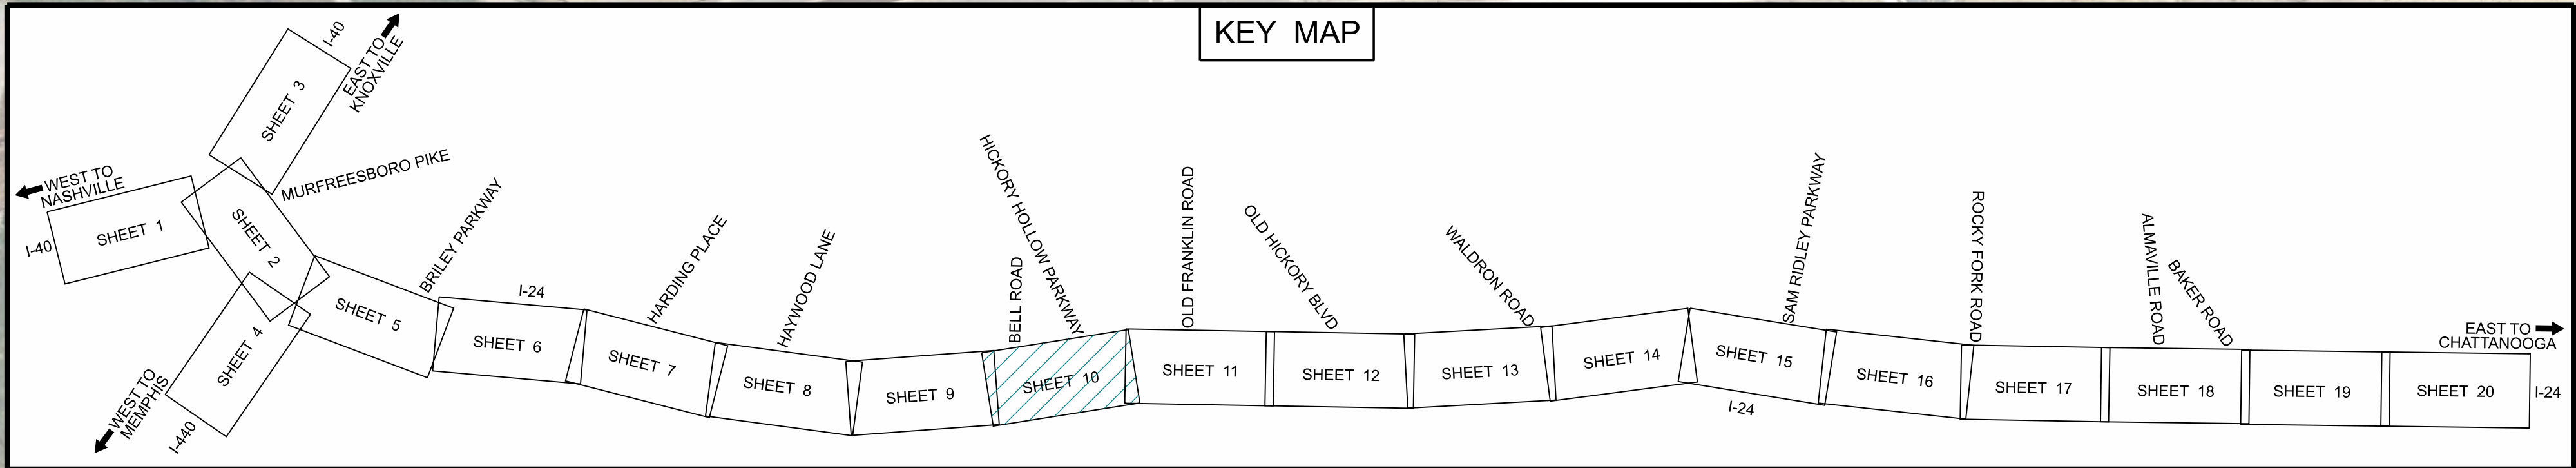 KEY MAP
I-40
EAST TO
KNOXVILLE
SHEET 3
WEST TO
NASHVILLE
MURFREESBORO PIKE
I-40
SHEET 1
SHEET 2
SHEET 4
WEST TO
MEMPHIS
I-440
SHEET 5
BRILEY PARKWAY
I-24
SHEET 6
HARDING PLACE
SHEET 7
HAYWOOD LANE
SHEET 8
SHEET 9
BELL ROAD
HICKORY HOLLOW PARKWAY
SHEET 10
OLD FRANKLIN ROAD
SHEET 11
OLD HICKORY BLVD
SHEET 12
WALDRON ROAD
SHEET 13
SHEET 14
I-24
SAM RIDLEY PARKWAY
SHEET 15
SHEET 16
ROCKY FORK ROAD
SHEET 17
ALMAVILLE ROAD
BAKER ROAD
SHEET 18
SHEET 19
SHEET 20
EAST TO
CHATTANOOGA
I-24